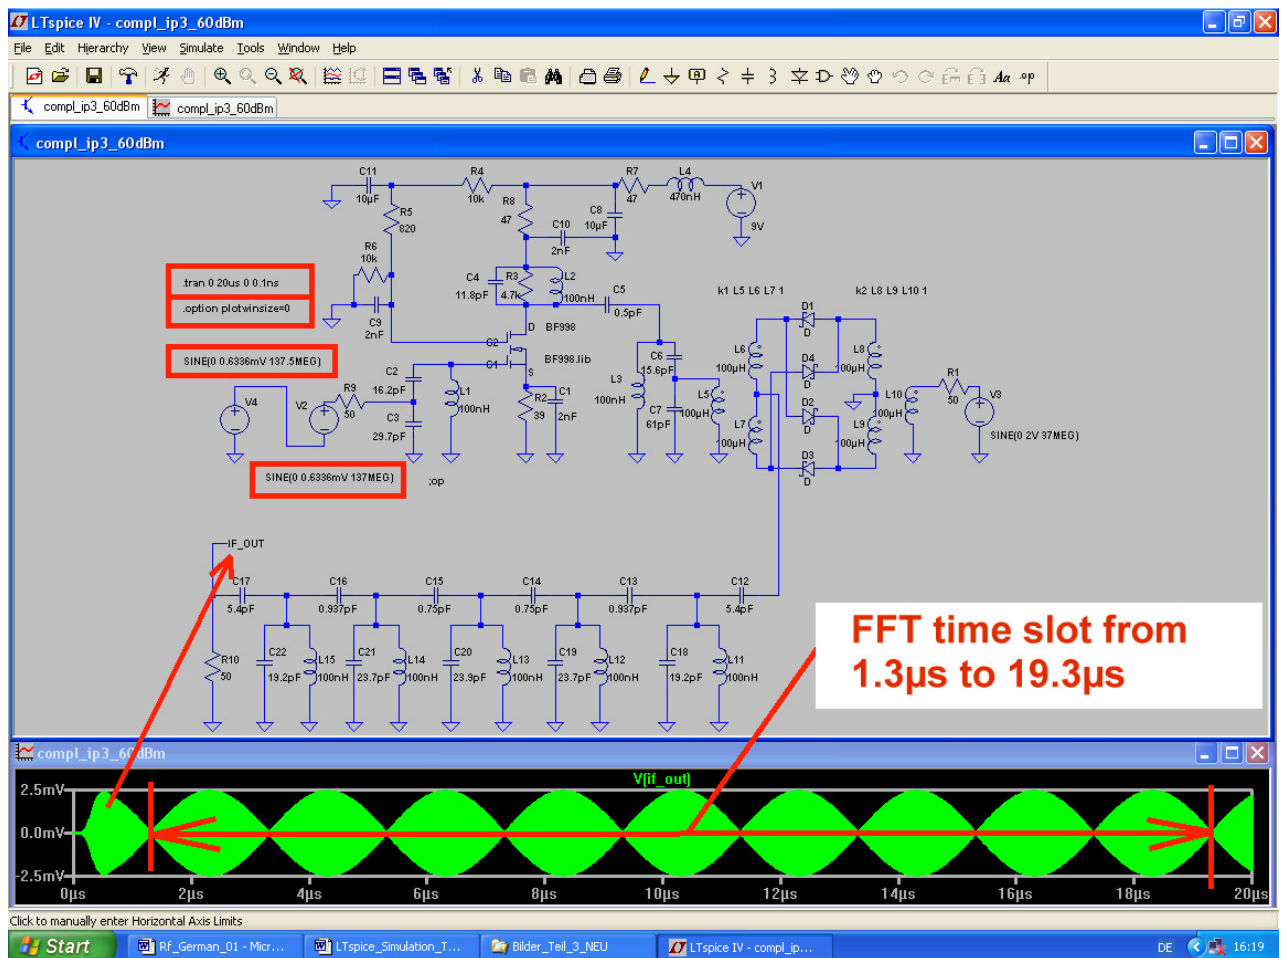 LTspice IV - compl_ip3_60dBm
File Edit Hierarchy View Simulate Tools Window Help
Aa .op
compl_ip3_60dBm compl_ip3_60dBm
compl_ip3_60dBm
C11
10µF
R4
10k
R7
47
L4
470nH
V1
9V
R5
820
R8
47
C8
10µF
C10
2nF
R6
10k
.tran 0 20us 0 0.1ns
.option plotwinsize=0
C9
2nF
C4
11.8pF
R3
4.7k
L2
100nH
C5
0.5pF
k1 L5 L6 L7 1
k2 L8 L9 L10 1
D
BF998
G2
G1
S
BF998.lib
SINE(0 0.6336mV 137.5MEG)
V4
V2
R9
50
C2
16.2pF
C3
29.7pF
L1
100nH
R2
39
C1
2nF
L3
100nH
C6
15.6pF
C7
61pF
L5
100µH
L6
100µH
L7
100µH
D1
D
D4
D
D2
D
D3
D
L8
100µH
L9
100µH
L10
100µH
R1
50
V3
SINE(0 2V 37MEG)
SINE(0 0.6336mV 137MEG)
;op
IF_OUT
C17
5.4pF
C16
0.937pF
C15
0.75pF
C14
0.75pF
C13
0.937pF
C12
5.4pF
R10
50
C22
19.2pF
L15
100nH
C21
23.7pF
L14
100nH
C20
23.9pF
L13
100nH
C19
23.7pF
L12
100nH
C18
19.2pF
L11
100nH
FFT time slot from
1.3µs to 19.3µs
compl_ip3_60dBm
V(if_out)
2.5mV
0.0mV
-2.5mV
0µs 2µs 4µs 6µs 8µs 10µs 12µs 14µs 16µs 18µs 20µs
Click to manually enter Horizontal Axis Limits
Start Rf_German_01 - Micr... LTspice_Simulation_T... Bilder_Teil_3_NEU LTspice IV - compl_ip... DE 16:19